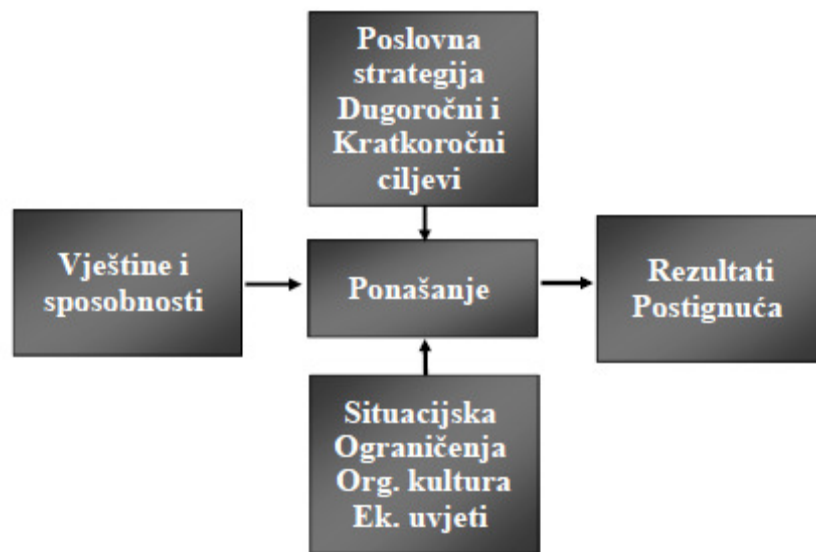 Poslovna
strategija
Dugoročni i
Kratkoročni
ciljevi
Vještine i
sposobnosti
Ponašanje
Rezultati
Postignuća
Situacijska
Ograničenja
Org. kultura
Ek. uvjeti